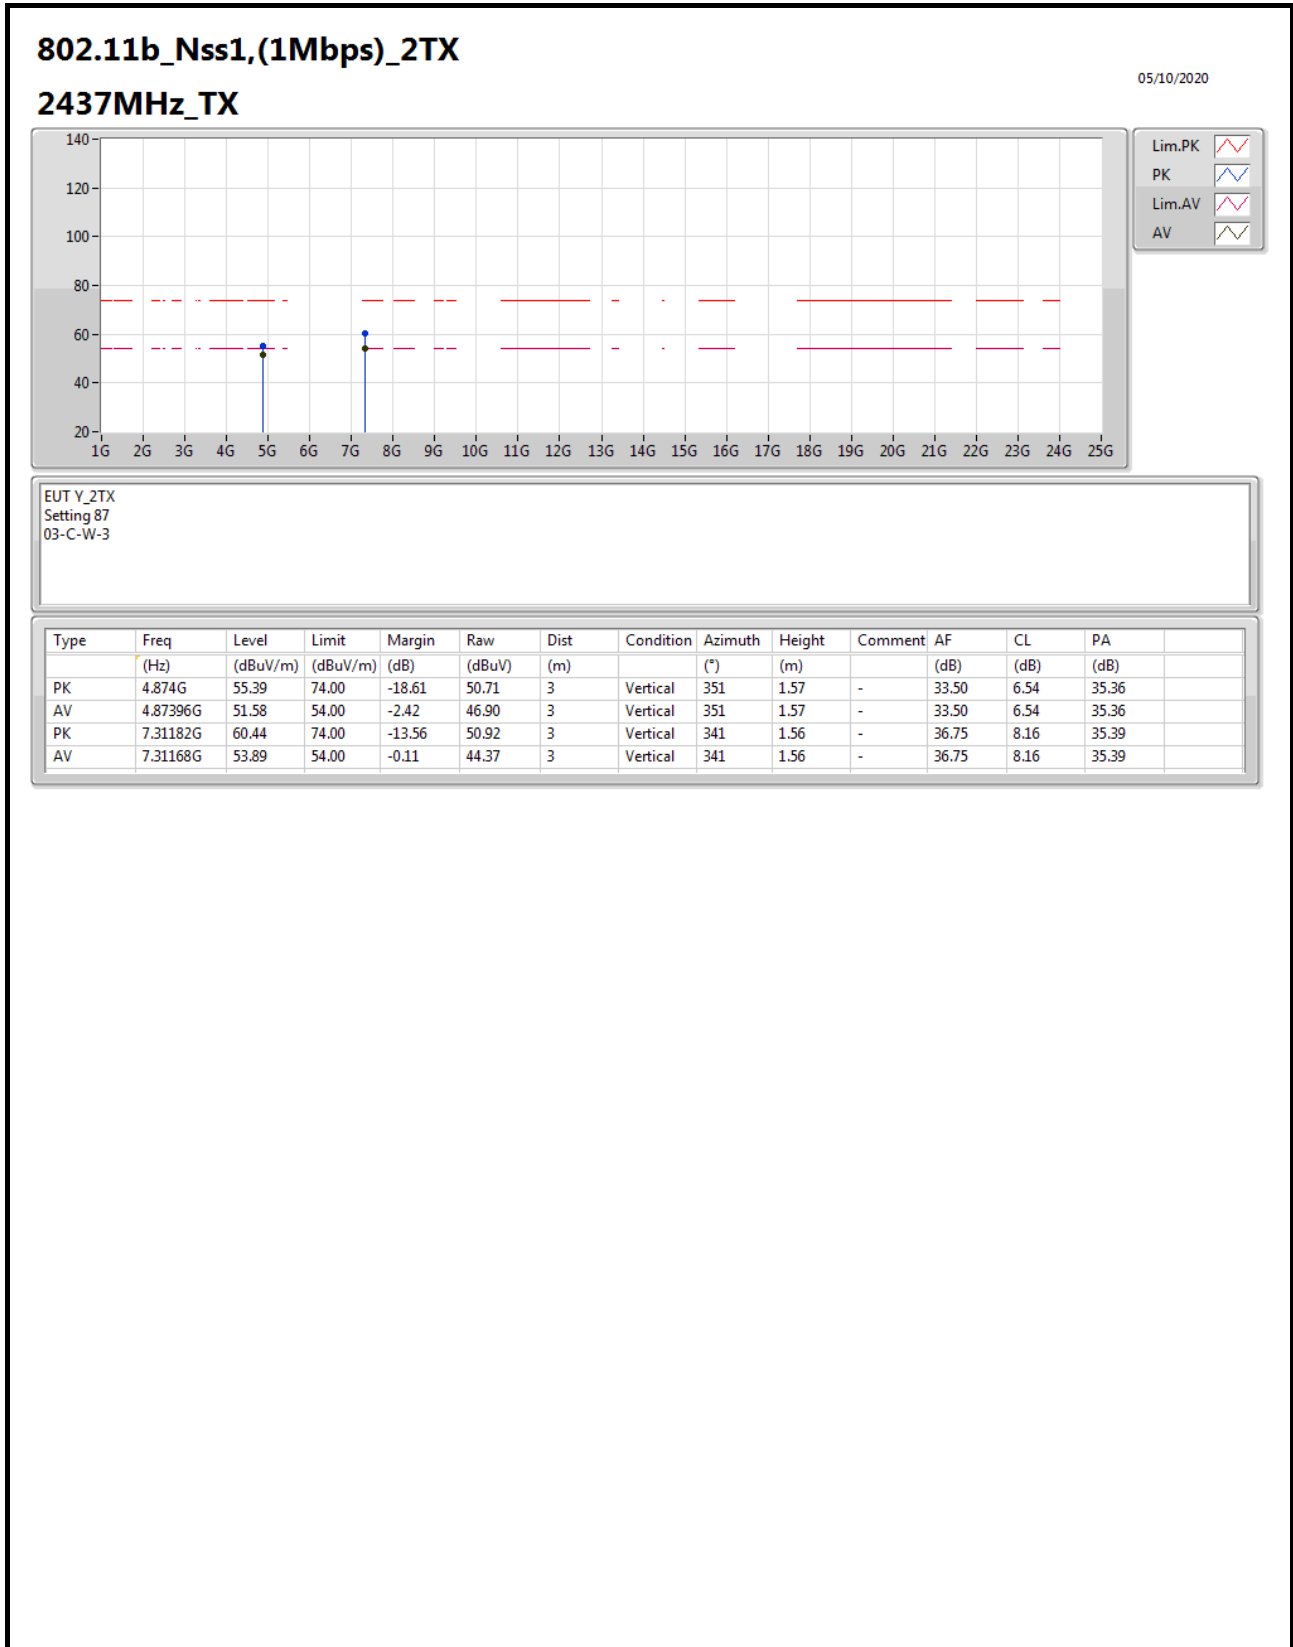 802.11b_Nss1,(1Mbps)_2TX
05/10/2020
2437MHz_TX
140
120
100
80
60
40
20
1G 2G 3G 4G 5G 6G 7G 8G 9G 10G 11G 12G 13G 14G 15G 16G 17G 18G 19G 20G 21G 22G 23G 24G 25G
Lim.PK
PK
Lim.AV
AV
EUT Y_2TX
Setting 87
03-C-W-3
Type Freq Level Limit Margin Raw Dist Condition Azimuth Height Comment AF CL PA
(Hz) (dBuV/m) (dBuV/m) (dB) (dBuV) (m) (°) (m) (dB) (dB) (dB)
PK 4.874G 55.39 74.00 -18.61 50.71 3 Vertical 351 1.57 - 33.50 6.54 35.36
AV 4.87396G 51.58 54.00 -2.42 46.90 3 Vertical 351 1.57 - 33.50 6.54 35.36
PK 7.31182G 60.44 74.00 -13.56 50.92 3 Vertical 341 1.56 - 36.75 8.16 35.39
AV 7.31168G 53.89 54.00 -0.11 44.37 3 Vertical 341 1.56 - 36.75 8.16 35.39